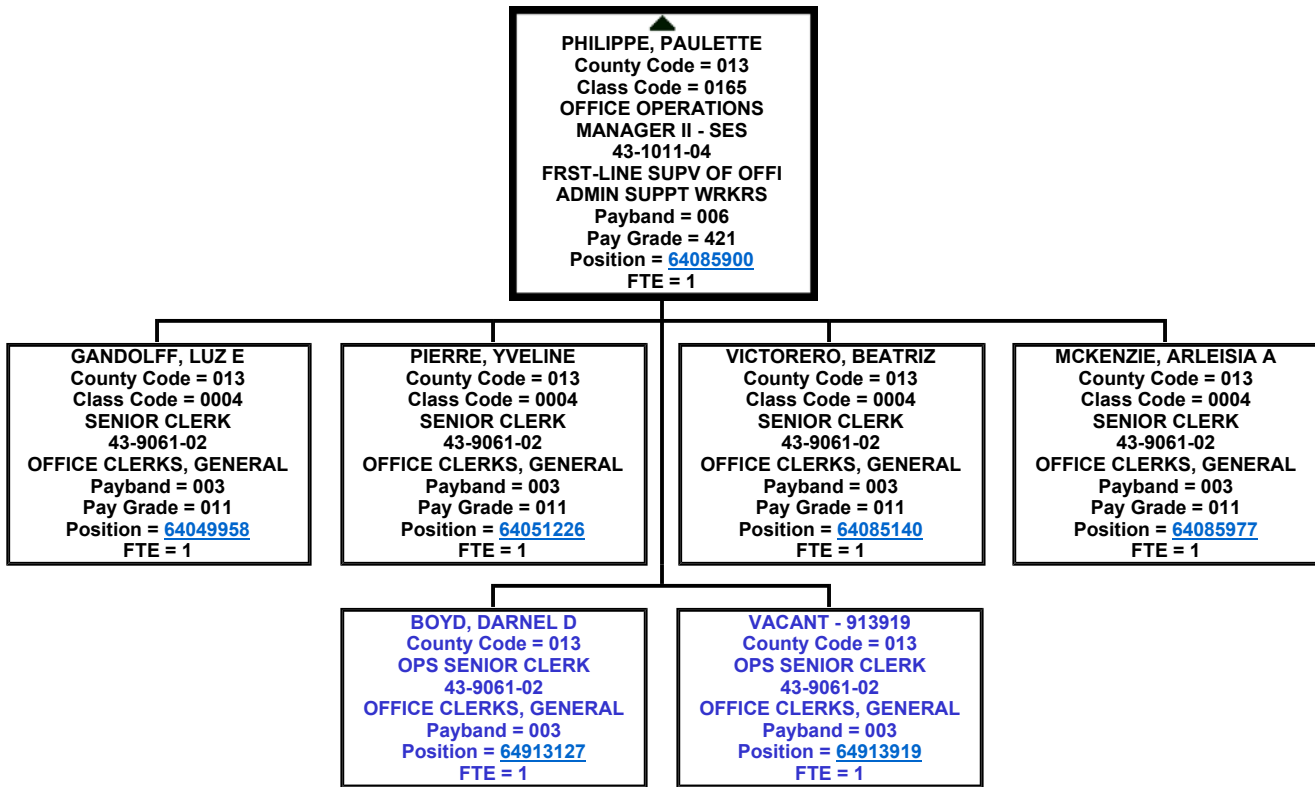 PHILIPPE, PAULETTE
County Code = 013
Class Code = 0165
OFFICE OPERATIONS
MANAGER II - SES
43-1011-04
FRST-LINE SUPV OF OFFI
ADMIN SUPPT WRKRS
Payband = 006
Pay Grade = 421
Position = 64085900
FTE = 1
GANDOLFF, LUZ E
County Code = 013
Class Code = 0004
SENIOR CLERK
43-9061-02
OFFICE CLERKS, GENERAL
Payband = 003
Pay Grade = 011
Position = 64049958
FTE = 1
PIERRE, YVELINE
County Code = 013
Class Code = 0004
SENIOR CLERK
43-9061-02
OFFICE CLERKS, GENERAL
Payband = 003
Pay Grade = 011
Position = 64051226
FTE = 1
VICTORERO, BEATRIZ
County Code = 013
Class Code = 0004
SENIOR CLERK
43-9061-02
OFFICE CLERKS, GENERAL
Payband = 003
Pay Grade = 011
Position = 64085140
FTE = 1
MCKENZIE, ARLEISIA A
County Code = 013
Class Code = 0004
SENIOR CLERK
43-9061-02
OFFICE CLERKS, GENERAL
Payband = 003
Pay Grade = 011
Position = 64085977
FTE = 1
BOYD, DARNEL D
County Code = 013
OPS SENIOR CLERK
43-9061-02
OFFICE CLERKS, GENERAL
Payband = 003
Position = 64913127
FTE = 1
VACANT - 913919
County Code = 013
OPS SENIOR CLERK
43-9061-02
OFFICE CLERKS, GENERAL
Payband = 003
Position = 64913919
FTE = 1